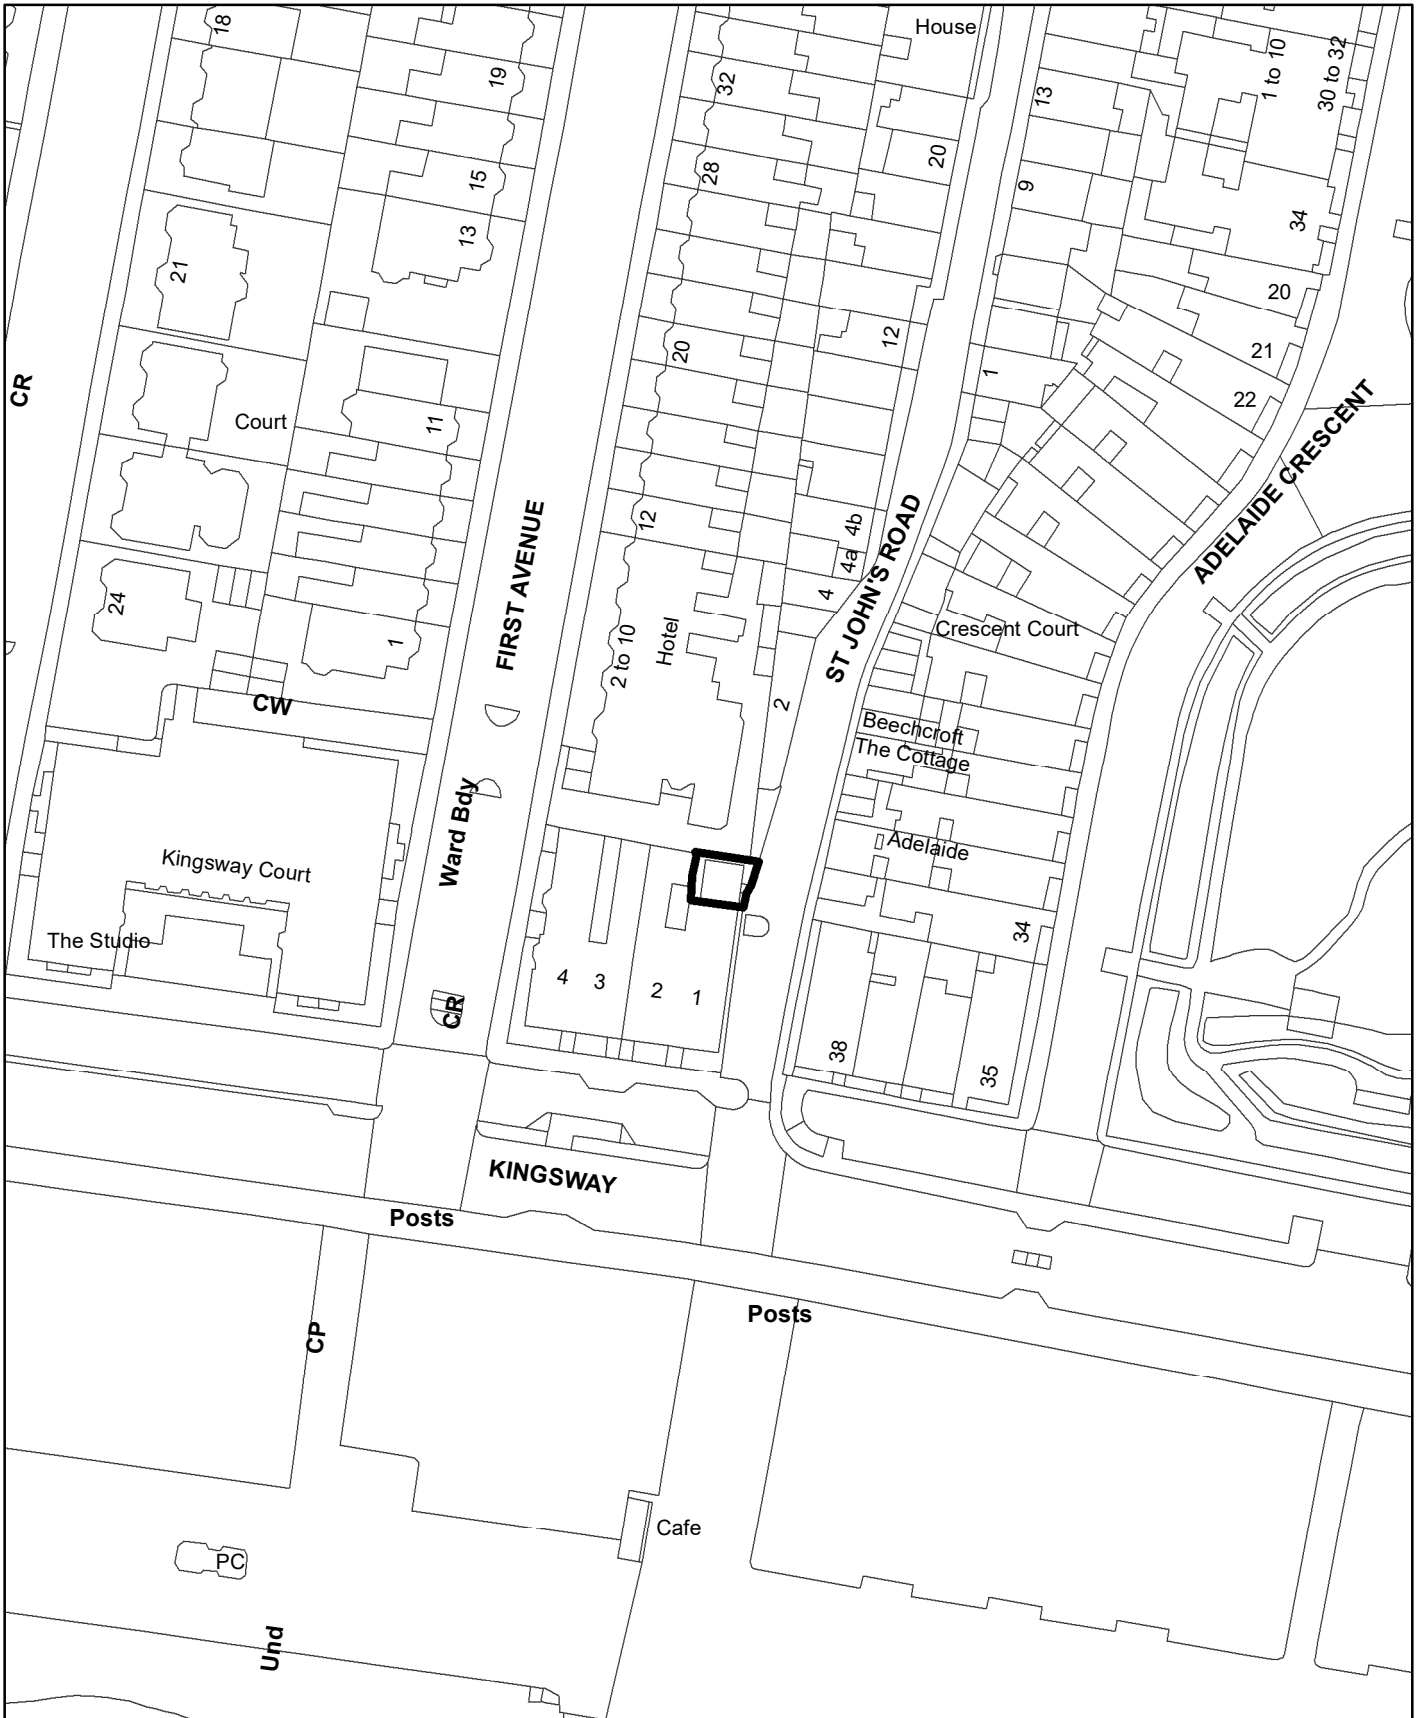 18
House
32
19
13
1 to 10
30 to 32
28
20
15
9
34
13
21
20
12
20
21
1
22
CR
Court
11
ADELAIDE CRESCENT
FIRST AVENUE
12
4b
4a
ST JOHN'S ROAD
4
24
1
2 to 10
Hotel
Crescent Court
2
CW
Beechcroft
The Cottage
Ward Bdy
Adelaide
Kingsway Court
The Studio
34
4
3
2
1
CR
38
35
KINGSWAY
Posts
Posts
CP
Cafe
PC
Und